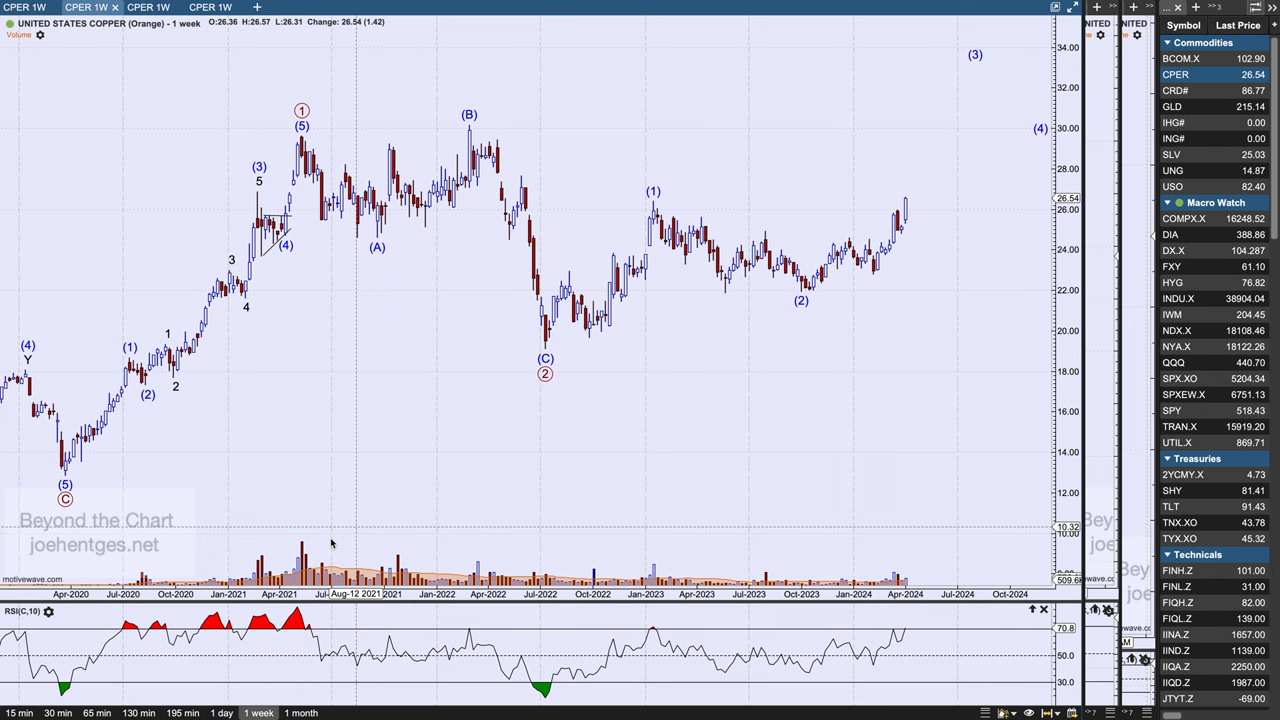 CPER 1W
CPER 1W
CPER 1W
CPER 1W
UNITED STATES COPPER (Orange) - 1 week O:26.36 H:26.57 L:26.31 Change: 26.54 (1.42)
Volume
34.00
32.00
30.00
28.00
26.54
26.00
24.00
22.00
20.00
18.00
16.00
14.00
12.00
10.32
10.00
(3)
(4)
1
(5)
(B)
(3)
5
(1)
(4)
(A)
3
4
(2)
(4)
Y
(1)
1
(2)
2
(C)
2
(5)
C
Beyond the Chart
joehentges.net
motivewave.com
Apr-2020 Jul-2020 Oct-2020 Jan-2021 Apr-2021 Aug-12 2021 Jan-2022 Apr-2022 Jul-2022 Oct-2022 Jan-2023 Apr-2023 Jul-2023 Oct-2023 Jan-2024 Apr-2024 Jul-2024 Oct-2024
RSI(C,10)
70.8
50.0
30.0
15 min 30 min 65 min 130 min 195 min 1 day 1 week 1 month
Symbol Last Price
Commodities
BCOM.X 102.90
CPER 26.54
CRD# 86.77
GLD 215.14
IHG# 0.00
ING# 0.00
SLV 25.03
UNG 14.87
USO 82.40
Macro Watch
COMPX.X 16248.52
DIA 388.86
DX.X 104.287
FXY 61.10
HYG 76.82
INDU.X 38904.04
IWM 204.45
NDX.X 18108.46
NYA.X 18122.26
QQQ 440.70
SPX.XO 5204.34
SPXEW.X 6751.13
SPY 518.43
TRAN.X 15919.20
UTIL.X 869.71
Treasuries
2YCMY.X 4.73
SHY 81.41
TLT 91.43
TNX.XO 43.78
TYX.XO 45.32
Technicals
FINH.Z 101.00
FINL.Z 31.00
FIQH.Z 82.00
FIQL.Z 139.00
IINA.Z 1657.00
IIND.Z 1139.00
IIQA.Z 2250.00
IIQD.Z 1987.00
JTYT.Z -69.00